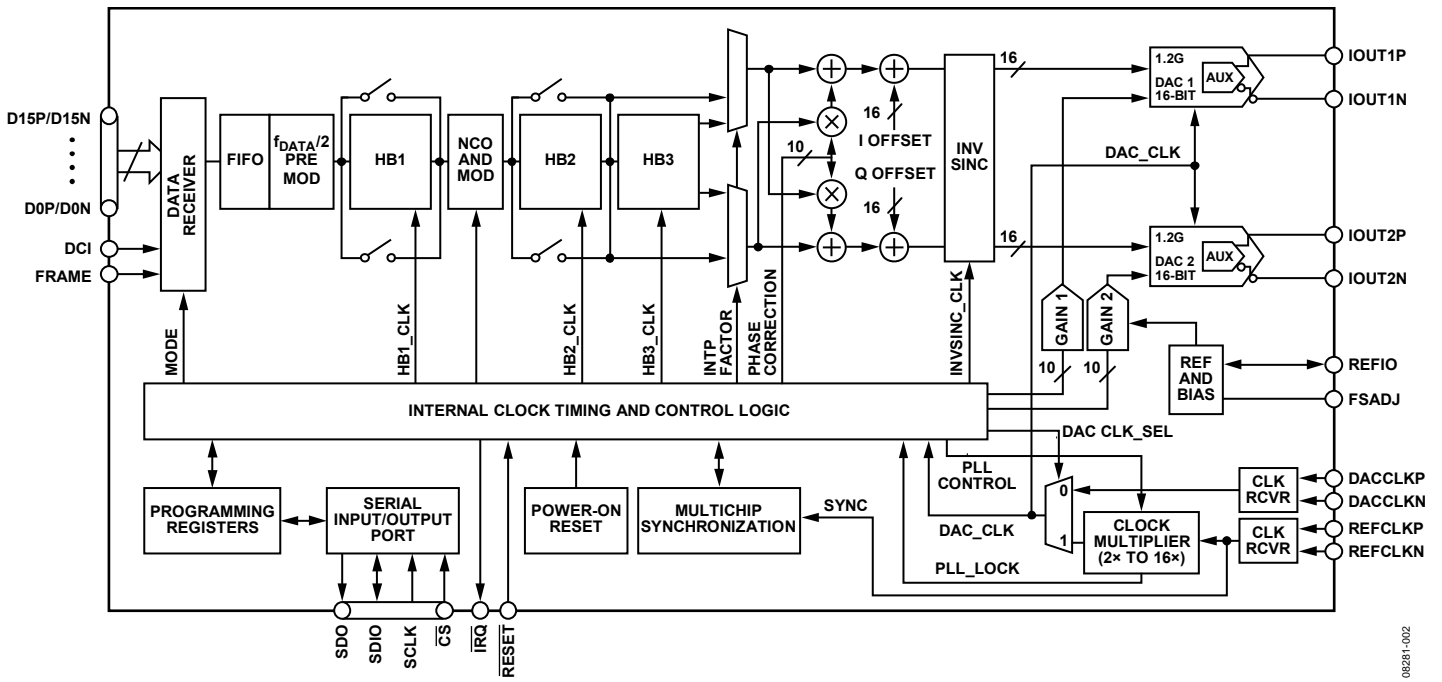 D15P/D15N
D0P/D0N
DCI
FRAME
DATA
RECEIVER
MODE
FIFO
fDATA/2
PRE
MOD
HB1
HB1_CLK
NCO
AND
MOD
HB2
HB2_CLK
HB3
HB3_CLK
INTP
FACTOR
PHASE
CORRECTION
10
16
I OFFSET
Q OFFSET
16
INV
SINC
INVSINC_CLK
16
16
1.2G
DAC 1
16-BIT
AUX
DAC_CLK
1.2G
DAC 2
16-BIT
AUX
IOUT1P
IOUT1N
IOUT2P
IOUT2N
GAIN 1
GAIN 2
10
10
REF
AND
BIAS
REFIO
FSADJ
INTERNAL CLOCK TIMING AND CONTROL LOGIC
DAC CLK_SEL
PLL
CONTROL
DAC_CLK
PLL_LOCK
0
1
CLOCK
MULTIPLIER
(2× TO 16×)
CLK
RCVR
CLK
RCVR
DACCLKP
DACCLKN
REFCLKP
REFCLKN
PROGRAMMING
REGISTERS
SERIAL
INPUT/OUTPUT
PORT
POWER-ON
RESET
MULTICHIP
SYNCHRONIZATION
SYNC
SDO
SDIO
SCLK
CS
IRQ
RESET
08281-002